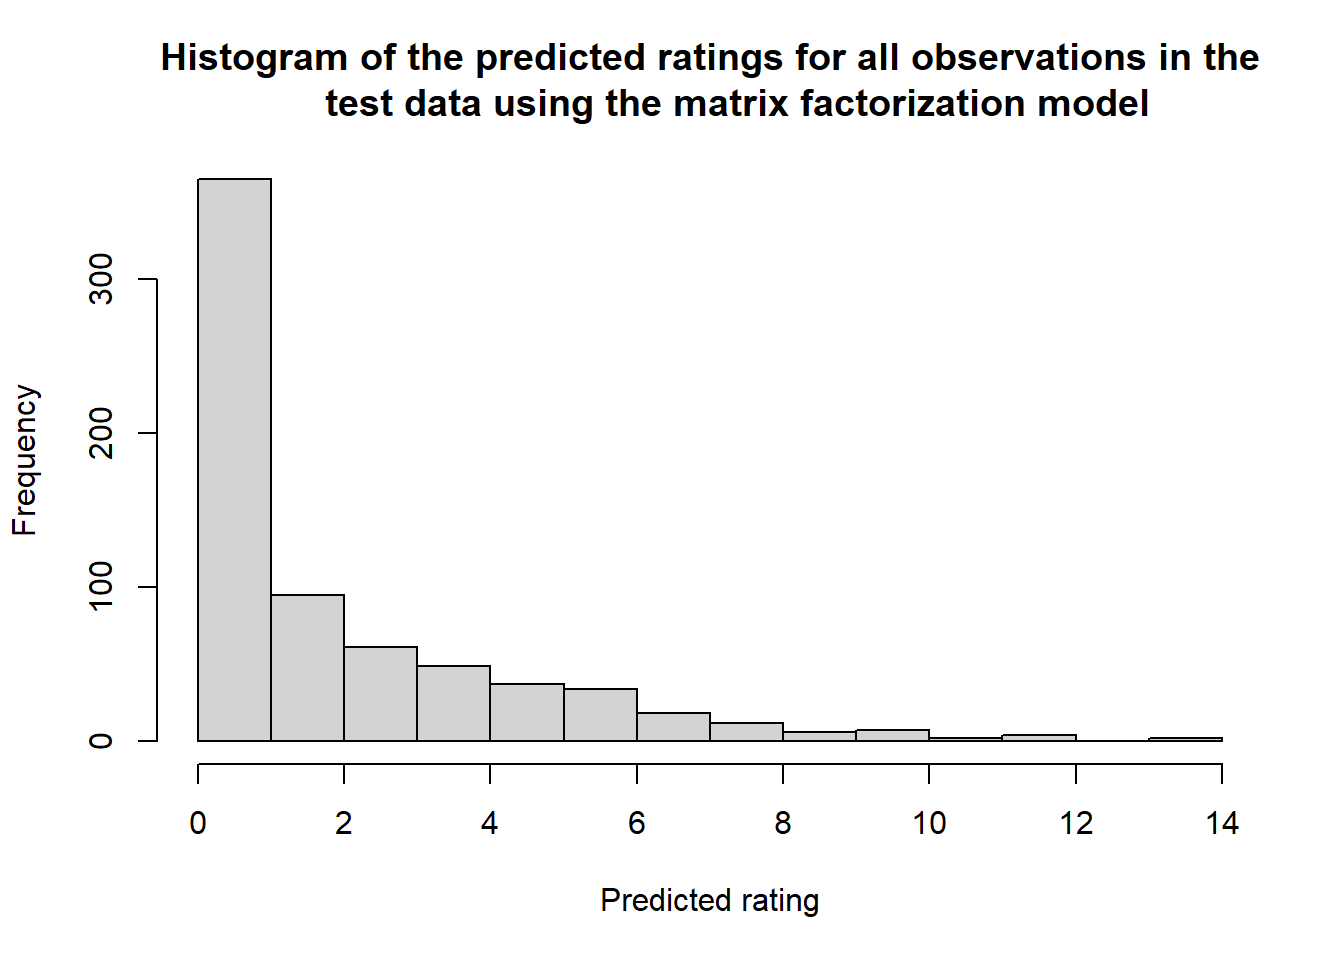 Histogram of the predicted ratings for all observations in the
test data using the matrix factorization model
300
200
100
0
Frequency
0 2 4 6 8 10 12 14
Predicted rating